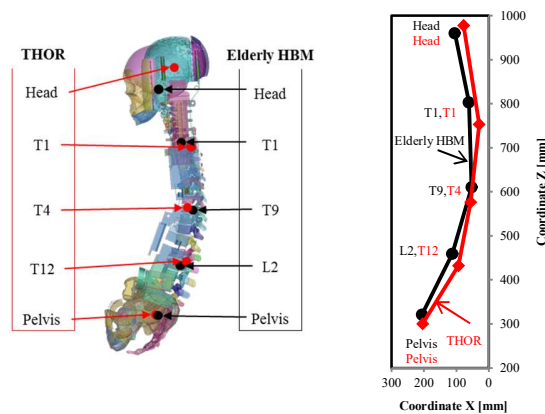 THOR
Elderly HBM
Head
Head
T1
T1
T4
T9
T12
L2
Pelvis
Pelvis
Head
Head
T1,T1
Elderly HBM
T9,T4
L2,T12
Pelvis
Pelvis
THOR
1000
900
800
700
600
500
400
300
200
Coordinate Z [mm]
300 200 100 0
Coordinate X [mm]